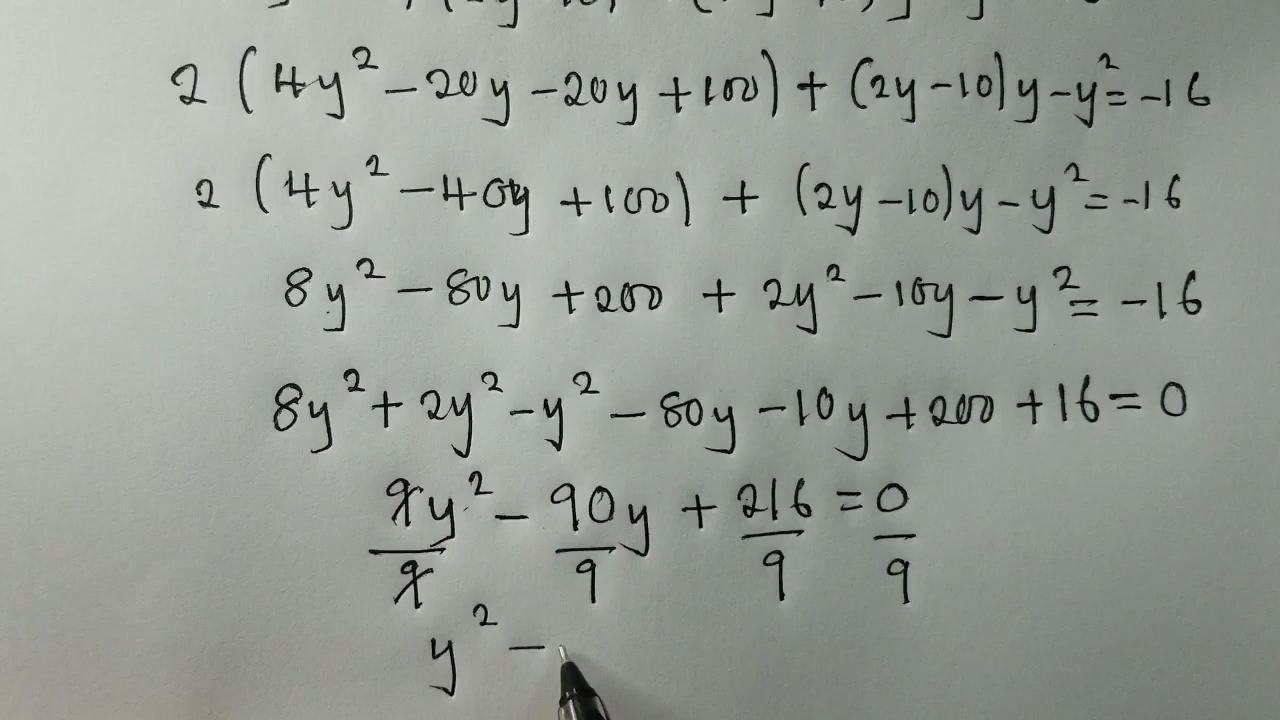 2 (4y² - 20y - 20y + 100) + (2y - 10)y - y² = -16
2 (4y² - 40y + 100) + (2y - 10)y - y² = -16
8y² - 80y + 200 + 2y² - 10y - y² = -16
8y² + 2y² - y² - 80y - 10y + 200 + 16 = 0
9y²/9 - 90y/9 + 216/9 = 0/9
y² -